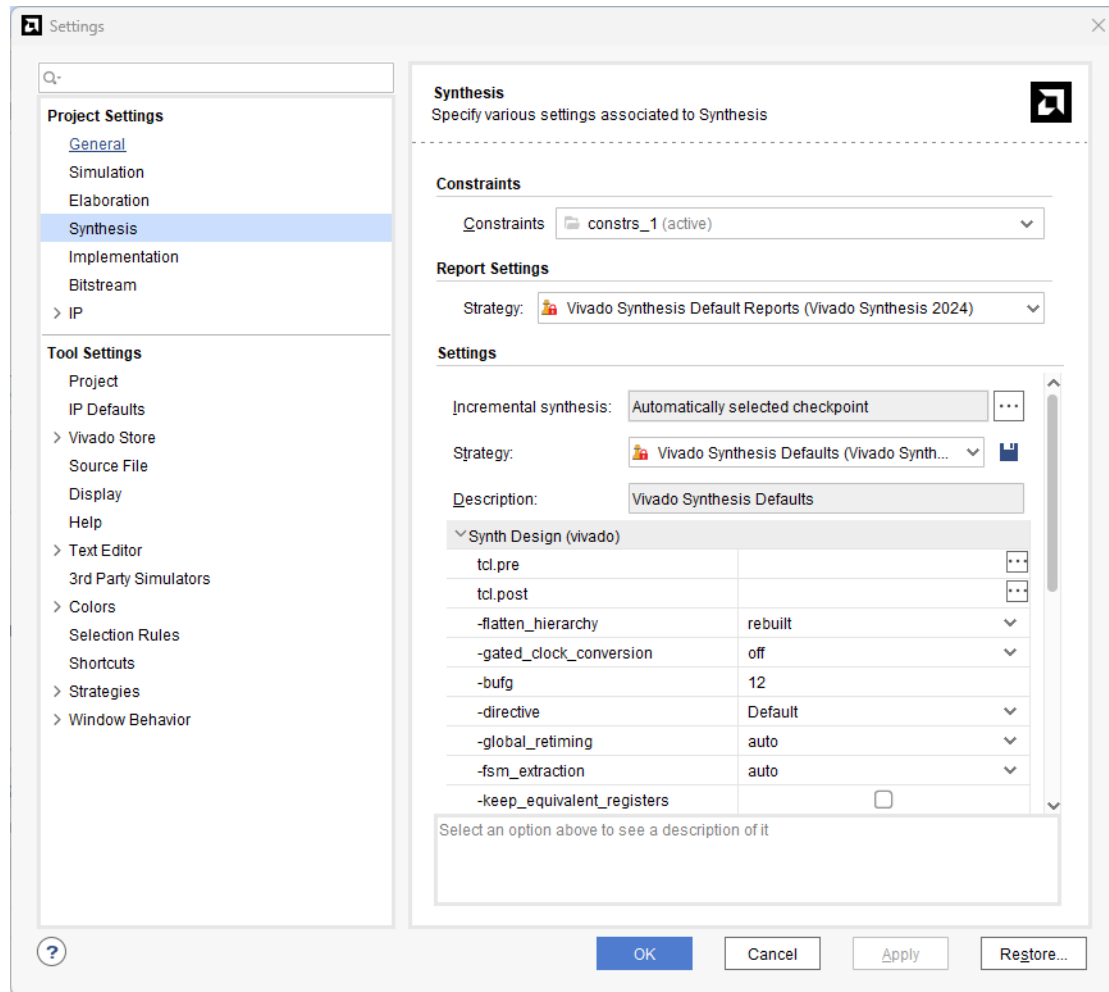 Settings
Project Settings
General
Simulation
Elaboration
Synthesis
Implementation
Bitstream
> IP
Tool Settings
Project
IP Defaults
> Vivado Store
Source File
Display
Help
> Text Editor
3rd Party Simulators
> Colors
Selection Rules
Shortcuts
> Strategies
> Window Behavior
Synthesis
Specify various settings associated to Synthesis
Constraints
Constraints constrs_1 (active)
Report Settings
Strategy: Vivado Synthesis Default Reports (Vivado Synthesis 2024)
Settings
Incremental synthesis: Automatically selected checkpoint ...
Strategy: Vivado Synthesis Defaults (Vivado Synth...
Description: Vivado Synthesis Defaults
Synth Design (vivado)
tcl.pre ...
tcl.post ...
-flatten_hierarchy rebuilt
-gated_clock_conversion off
-bufg 12
-directive Default
-global_retiming auto
-fsm_extraction auto
-keep_equivalent_registers
Select an option above to see a description of it
? OK Cancel Apply Restore...